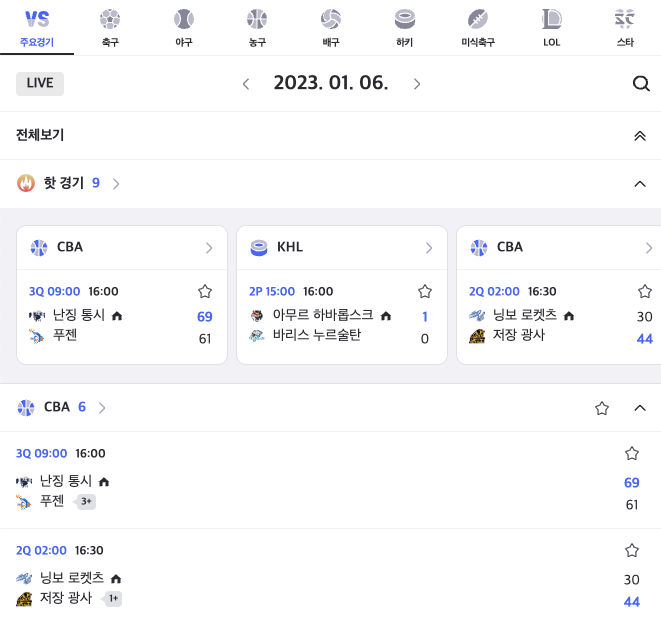 VS
주요경기 축구 야구 농구 배구 하키 미식축구 LOL 스타
LIVE 2023. 01. 06.
전체보기
핫 경기 9
CBA KHL CBA
3Q 09:00 16:00 2P 15:00 16:00 2Q 02:00 16:30
난징 통시 69 아무르 하바롭스크 1 닝보 로켓츠 30
푸젠 61 바리스 누르술탄 0 저장 광사 44
CBA 6
3Q 09:00 16:00
난징 통시 69
푸젠 3+ 61
2Q 02:00 16:30
닝보 로켓츠 30
저장 광사 1+ 44